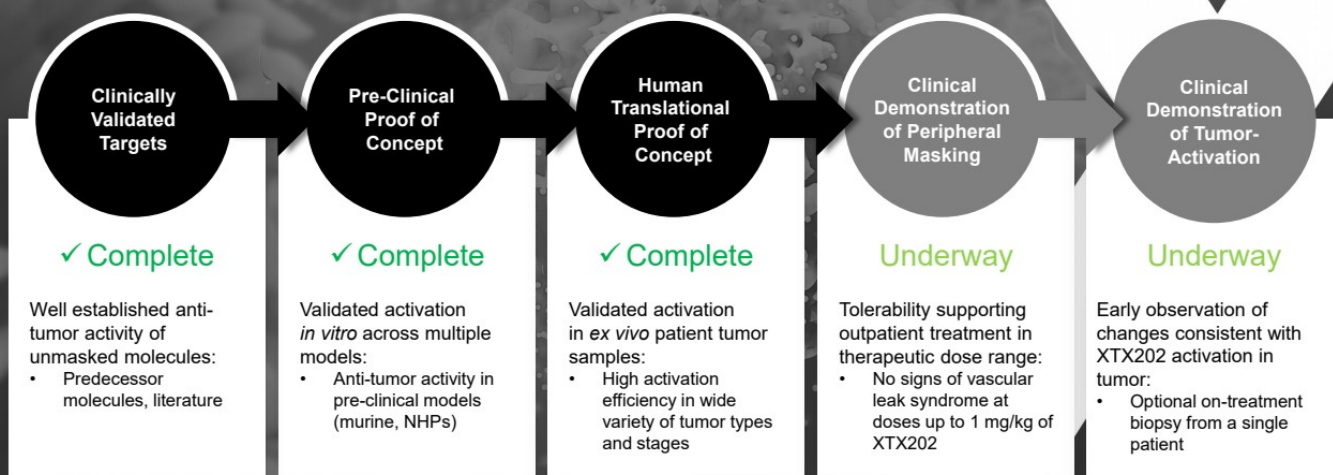 Clinically
Validated
Targets
✓ Complete
Well established anti-
tumor activity of
unmasked molecules:
• Predecessor
molecules, literature
Pre-Clinical
Proof of
Concept
✓ Complete
Validated activation
in vitro across multiple
models:
• Anti-tumor activity in
pre-clinical models
(murine, NHPs)
Human
Translational
Proof of
Concept
✓ Complete
Validated activation
in ex vivo patient tumor
samples:
• High activation
efficiency in wide
variety of tumor types
and stages
Clinical
Demonstration
of Peripheral
Masking
Underway
Tolerability supporting
outpatient treatment in
therapeutic dose range:
• No signs of vascular
leak syndrome at
doses up to 1 mg/kg of
XTX202
Clinical
Demonstration
of Tumor-
Activation
Underway
Early observation of
changes consistent with
XTX202 activation in
tumor:
• Optional on-treatment
biopsy from a single
patient